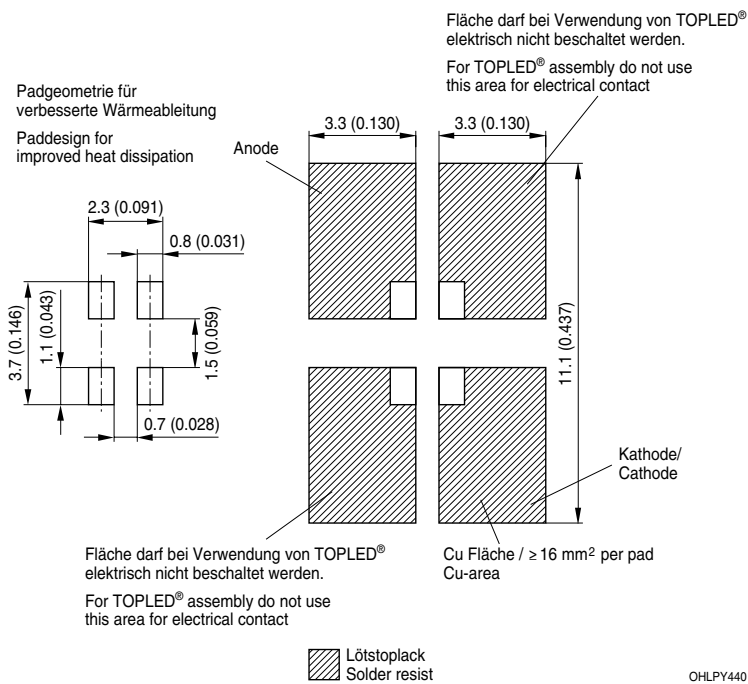 Fläche darf bei Verwendung von TOPLED®
elektrisch nicht beschaltet werden.
For TOPLED® assembly do not use
this area for electrical contact
Padgeometrie für
verbesserte Wärmeableitung
Paddesign for
improved heat dissipation
3.3 (0.130)
3.3 (0.130)
Anode
2.3 (0.091)
0.8 (0.031)
3.7 (0.146)
1.1 (0.043)
1.5 (0.059)
11.1 (0.437)
0.7 (0.028)
Kathode/
Cathode
Fläche darf bei Verwendung von TOPLED®
elektrisch nicht beschaltet werden.
For TOPLED® assembly do not use
this area for electrical contact
Cu Fläche / ≥ 16 mm² per pad
Cu-area
Lötstoplack
Solder resist
OHLPY440